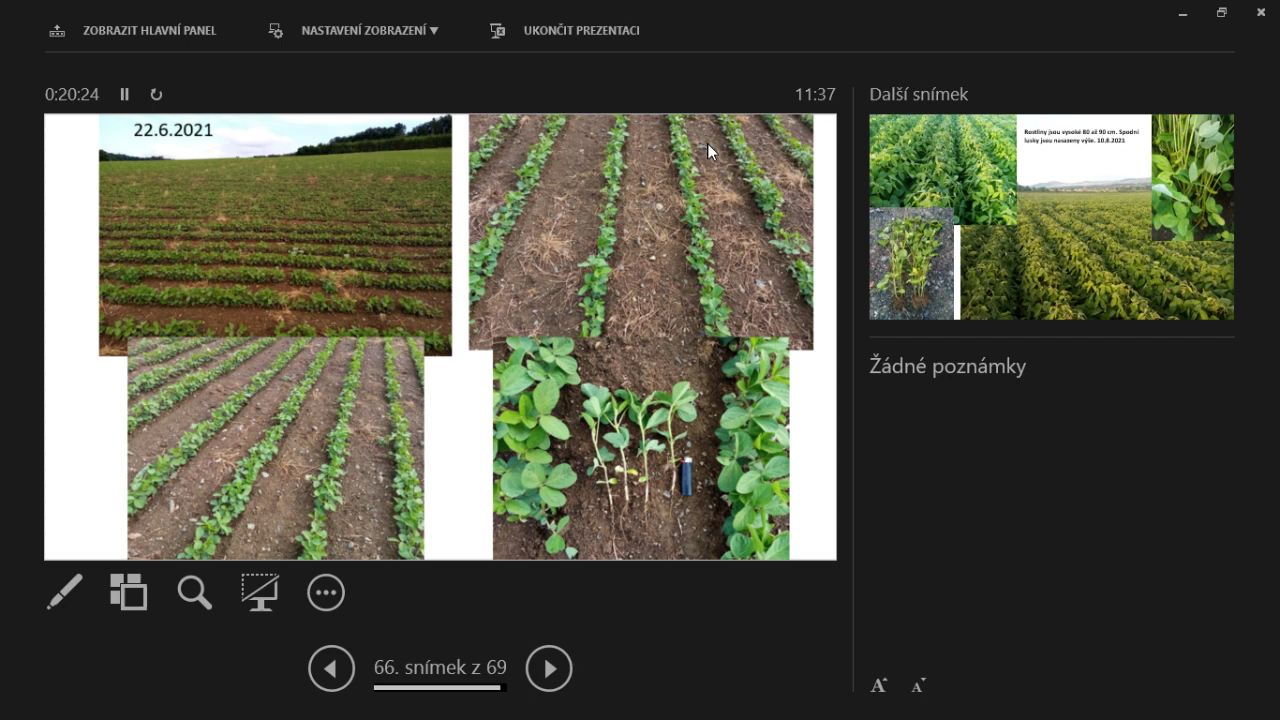 ZOBRAZIT HLAVNÍ PANEL
NASTAVENÍ ZOBRAZENÍ ▼
UKONČIT PREZENTACI
0:20:24
11:37
22.6.2021
Další snímek
Rostliny jsou vysoké 80 až 90 cm. Spodní
lusky jsou nasazeny výše. 10.8.2021
Žádné poznámky
66. snímek z 69
A A